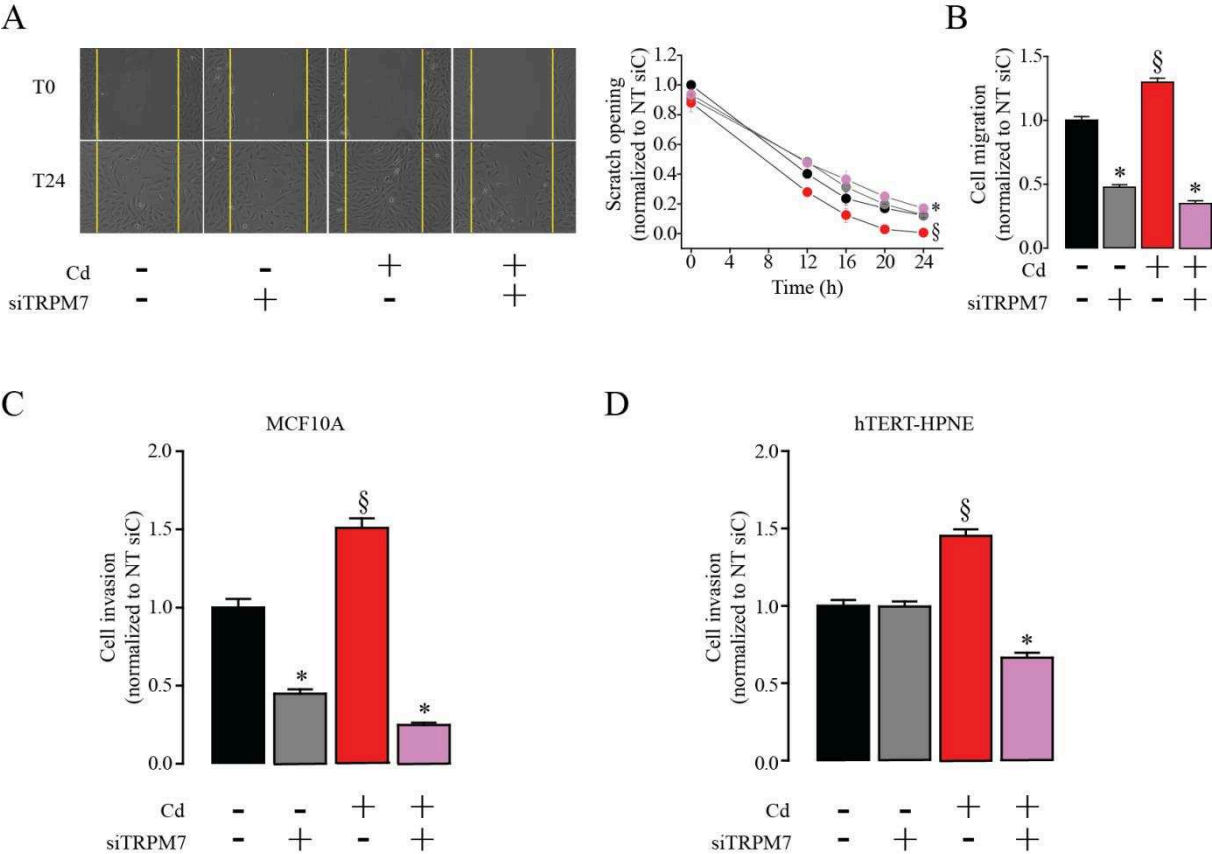 A
T0
T24
Cd - - + +
siTRPM7 - + - +
Scratch opening
(normalized to NT siC)
1.2
1.0
0.8
0.6
0.4
0.2
0.0
*
§
0 4 8 12 16 20 24
Time (h)
B
Cell migration
(normalized to NT siC)
1.5
1.0
0.5
0.0
* § *
Cd - - + +
siTRPM7 - + - +
C
MCF10A
Cell invasion
(normalized to NT siC)
2.0
1.5
1.0
0.5
0.0
* § *
Cd - - + +
siTRPM7 - + - +
D
hTERT-HPNE
Cell invasion
(normalized to NT siC)
2.0
1.5
1.0
0.5
0.0
§ *
Cd - - + +
siTRPM7 - + - +